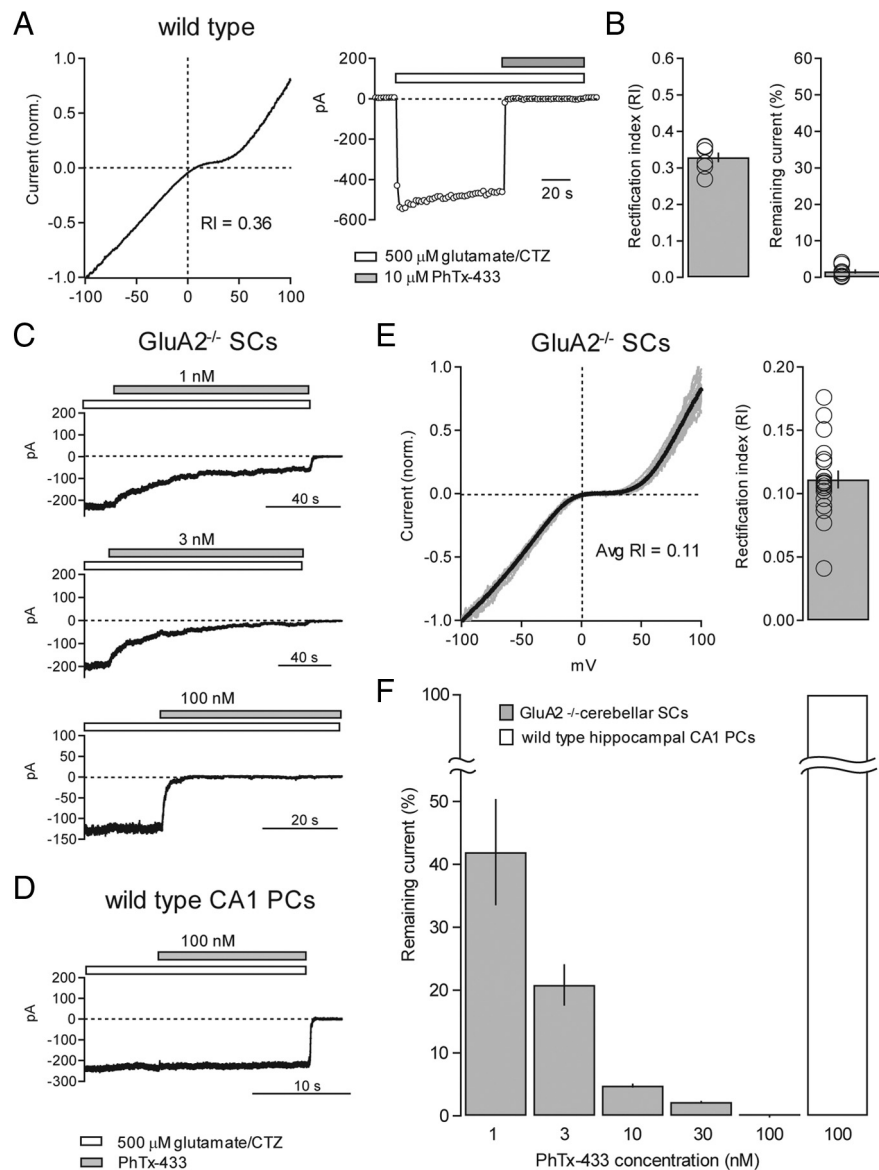 A
wild type
1.0
0.5
0.0
-0.5
-1.0
Current (norm.)
RI = 0.36
-100
-50
0
50
100
200
0
-200
-400
-600
pA
20 s
500 µM glutamate/CTZ
10 µM PhTx-433
B
0.6
0.5
0.4
0.3
0.2
0.1
0.0
Rectification index (RI)
60
50
40
30
20
10
0
Remaining current (%)
C
GluA2-/- SCs
1 nM
200
100
0
-100
-200
pA
40 s
3 nM
200
100
0
-100
-200
pA
40 s
100 nM
100
50
0
-50
-100
-150
pA
20 s
D
wild type CA1 PCs
100 nM
200
100
0
-100
-200
-300
pA
10 s
500 µM glutamate/CTZ
PhTx-433
E
GluA2-/- SCs
1.0
0.5
0.0
-0.5
-1.0
Current (norm.)
Avg RI = 0.11
-100
-50
0
50
100
mV
0.20
0.15
0.10
0.05
0.00
Rectification index (RI)
F
GluA2 -/-cerebellar SCs
wild type hippocampal CA1 PCs
100
50
40
30
20
10
0
Remaining current (%)
1
3
10
30
100
100
PhTx-433 concentration (nM)